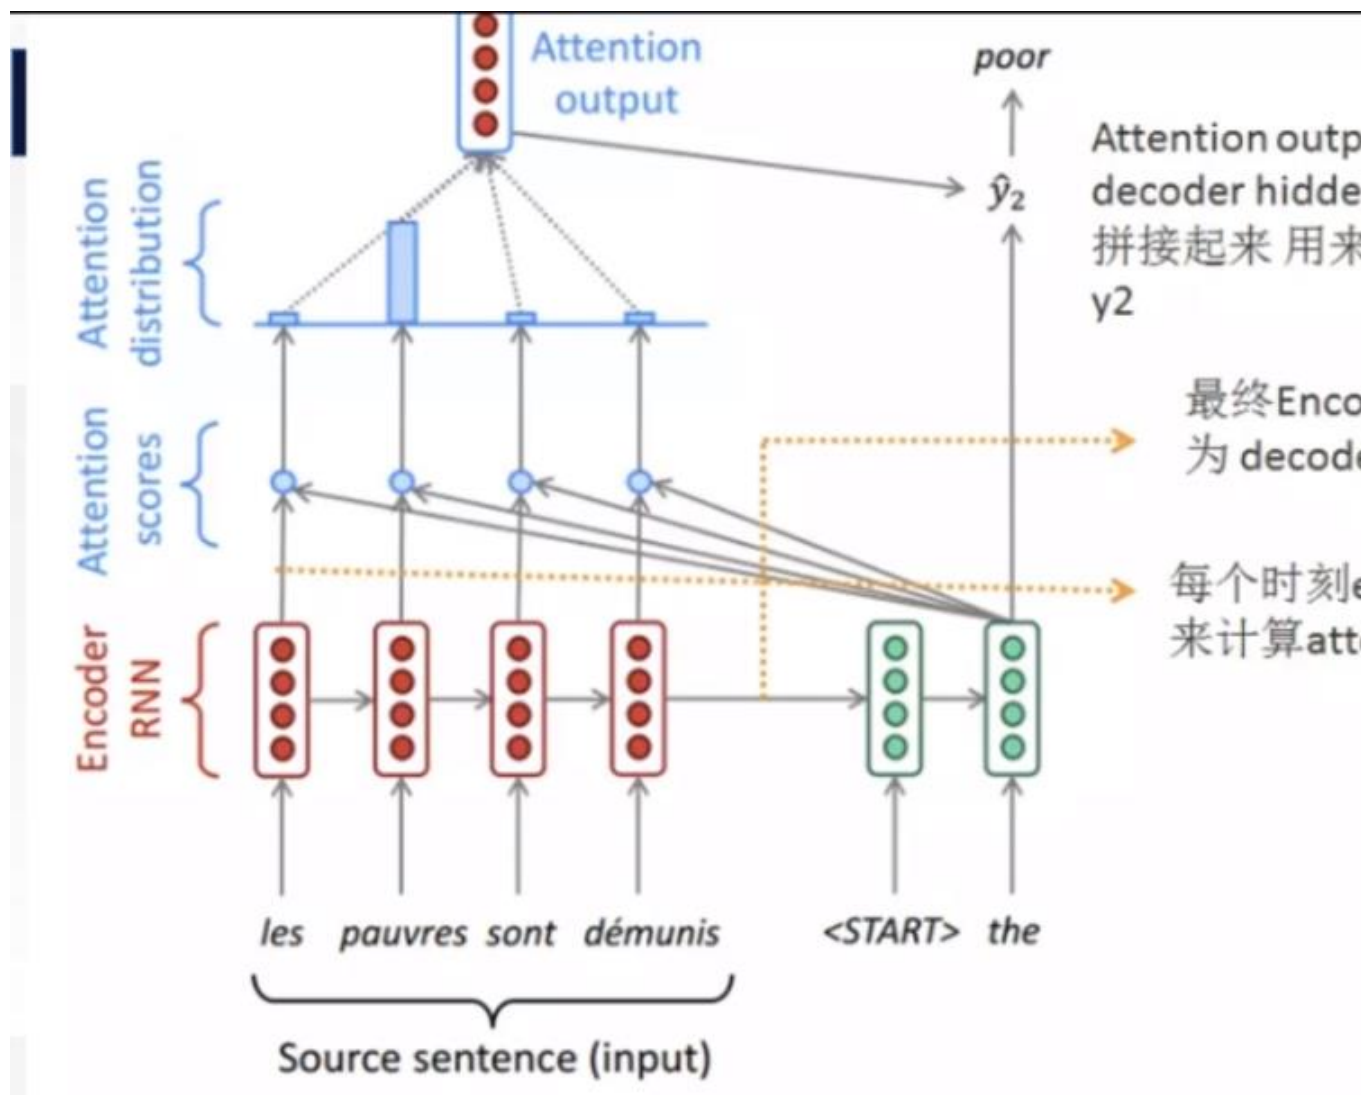 Attention
output
poor
Attention outp
decoder hidde
拼接起来 用来
y2
ŷ₂
Attention
distribution
最终Enco
为 decode
Attention
scores
每个时刻e
来计算atte
Encoder
RNN
les pauvres sont démunis <START> the
Source sentence (input)